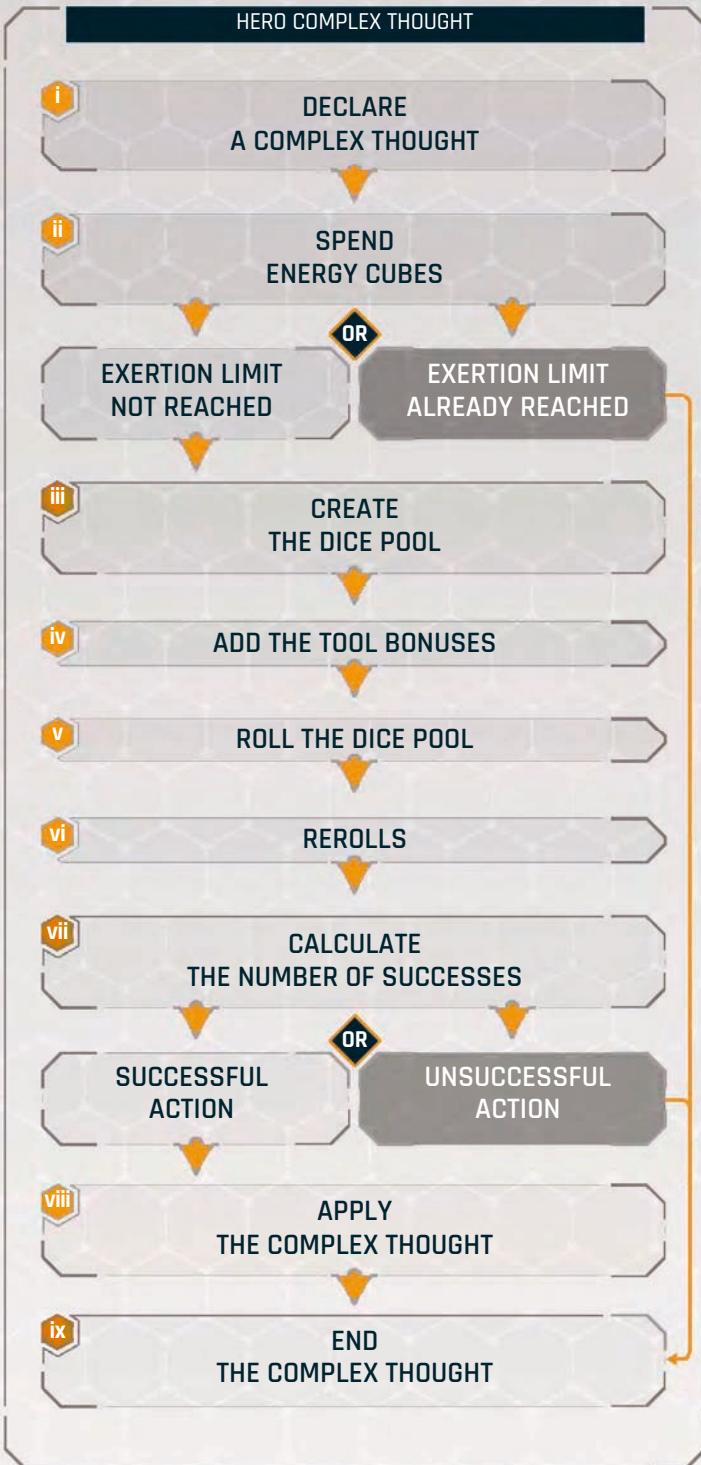 HERO COMPLEX THOUGHT
i
DECLARE
A COMPLEX THOUGHT
ii
SPEND
ENERGY CUBES
OR
EXERTION LIMIT
NOT REACHED
EXERTION LIMIT
ALREADY REACHED
iii
CREATE
THE DICE POOL
iv
ADD THE TOOL BONUSES
v
ROLL THE DICE POOL
vi
REROLLS
vii
CALCULATE
THE NUMBER OF SUCCESSES
OR
SUCCESSFUL
ACTION
UNSUCCESSFUL
ACTION
viii
APPLY
THE COMPLEX THOUGHT
ix
END
THE COMPLEX THOUGHT